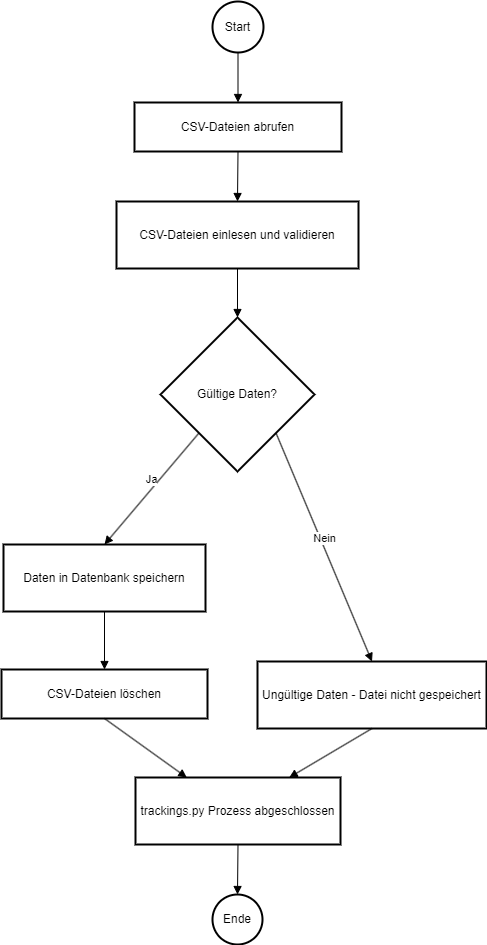 Start
CSV-Dateien abrufen
CSV-Dateien einlesen und validieren
Gültige Daten?
Ja
Nein
Daten in Datenbank speichern
CSV-Dateien löschen
Ungültige Daten - Datei nicht gespeichert
trackings.py Prozess abgeschlossen
Ende